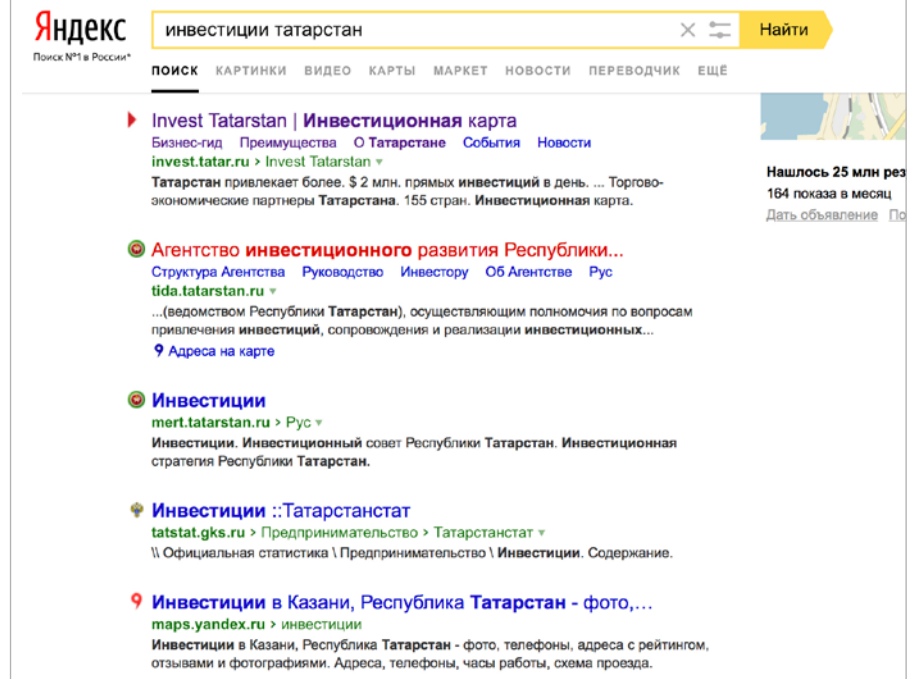 Яндекс
Поиск №1 в России*
инвестиции татарстан
Найти
ПОИСК КАРТИНКИ ВИДЕО КАРТЫ МАРКЕТ НОВОСТИ ПЕРЕВОДЧИК ЕЩЁ
Invest Tatarstan | Инвестиционная карта
Бизнес-гид Преимущества О Татарстане События Новости
invest.tatar.ru > Invest Tatarstan
Татарстан привлекает более. $ 2 млн. прямых инвестиций в день. ... Торгово-
экономические партнеры Татарстана. 155 стран. Инвестиционная карта.
Агентство инвестиционного развития Республики...
Структура Агентства Руководство Инвестору Об Агентстве Рус
tida.tatarstan.ru
...(ведомством Республики Татарстан), осуществляющим полномочия по вопросам
привлечения инвестиций, сопровождения и реализации инвестиционных...
Адреса на карте
Инвестиции
mert.tatarstan.ru > Рус
Инвестиции. Инвестиционный совет Республики Татарстан. Инвестиционная
стратегия Республики Татарстан.
Инвестиции ::Татарстанстат
tatstat.gks.ru > Предпринимательство > Татарстанстат
\\ Официальная статистика \ Предпринимательство \ Инвестиции. Содержание.
Инвестиции в Казани, Республика Татарстан - фото,...
maps.yandex.ru > инвестиции
Инвестиции в Казани, Республика Татарстан - фото, телефоны, адреса с рейтингом,
отзывами и фотографиями. Адреса, телефоны, часы работы, схема проезда.
Нашлось 25 млн рез
164 показа в месяц
Дать объявление По